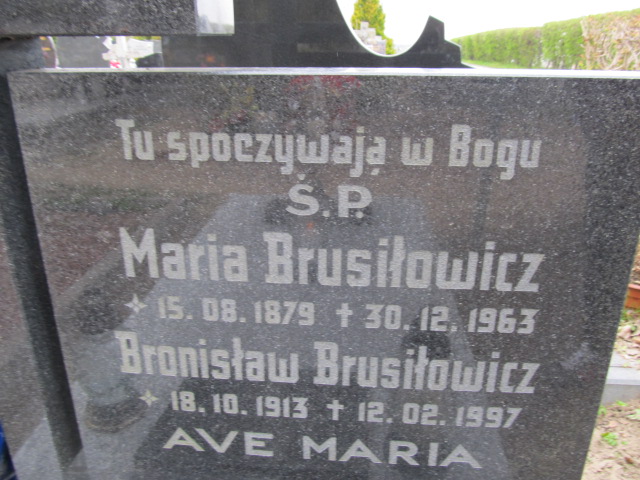 Tu spoczywają w Bogu
Ś.P.
Maria Brusiłowicz
✦ 15. 08. 1879 ✝ 30. 12. 1963
Bronisław Brusiłowicz
✦ 18. 10. 1913 ✝ 12. 02. 1997
AVE MARIA